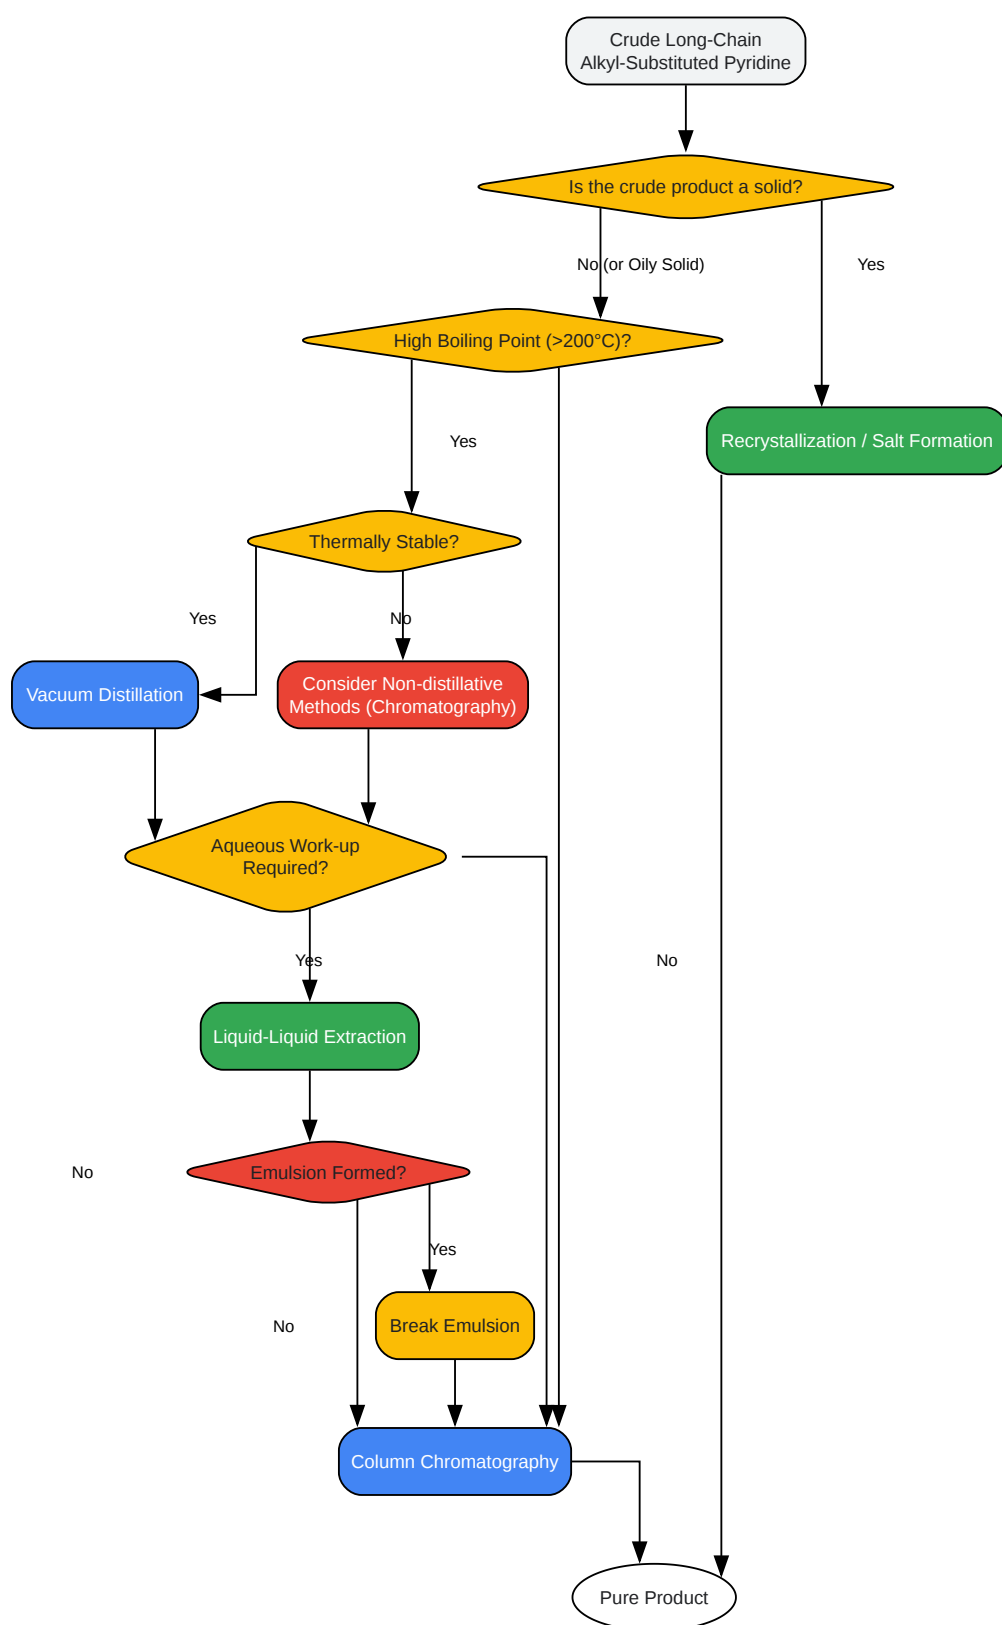 Crude Long-Chain
Alkyl-Substituted Pyridine
Is the crude product a solid?
No (or Oily Solid)
Yes
High Boiling Point (>200°C)?
Recrystallization / Salt Formation
Yes
Thermally Stable?
Yes
No
Vacuum Distillation
Consider Non-distillative
Methods (Chromatography)
Aqueous Work-up
Required?
Yes
No
Liquid-Liquid Extraction
No
Emulsion Formed?
Yes
No
Break Emulsion
Column Chromatography
Pure Product